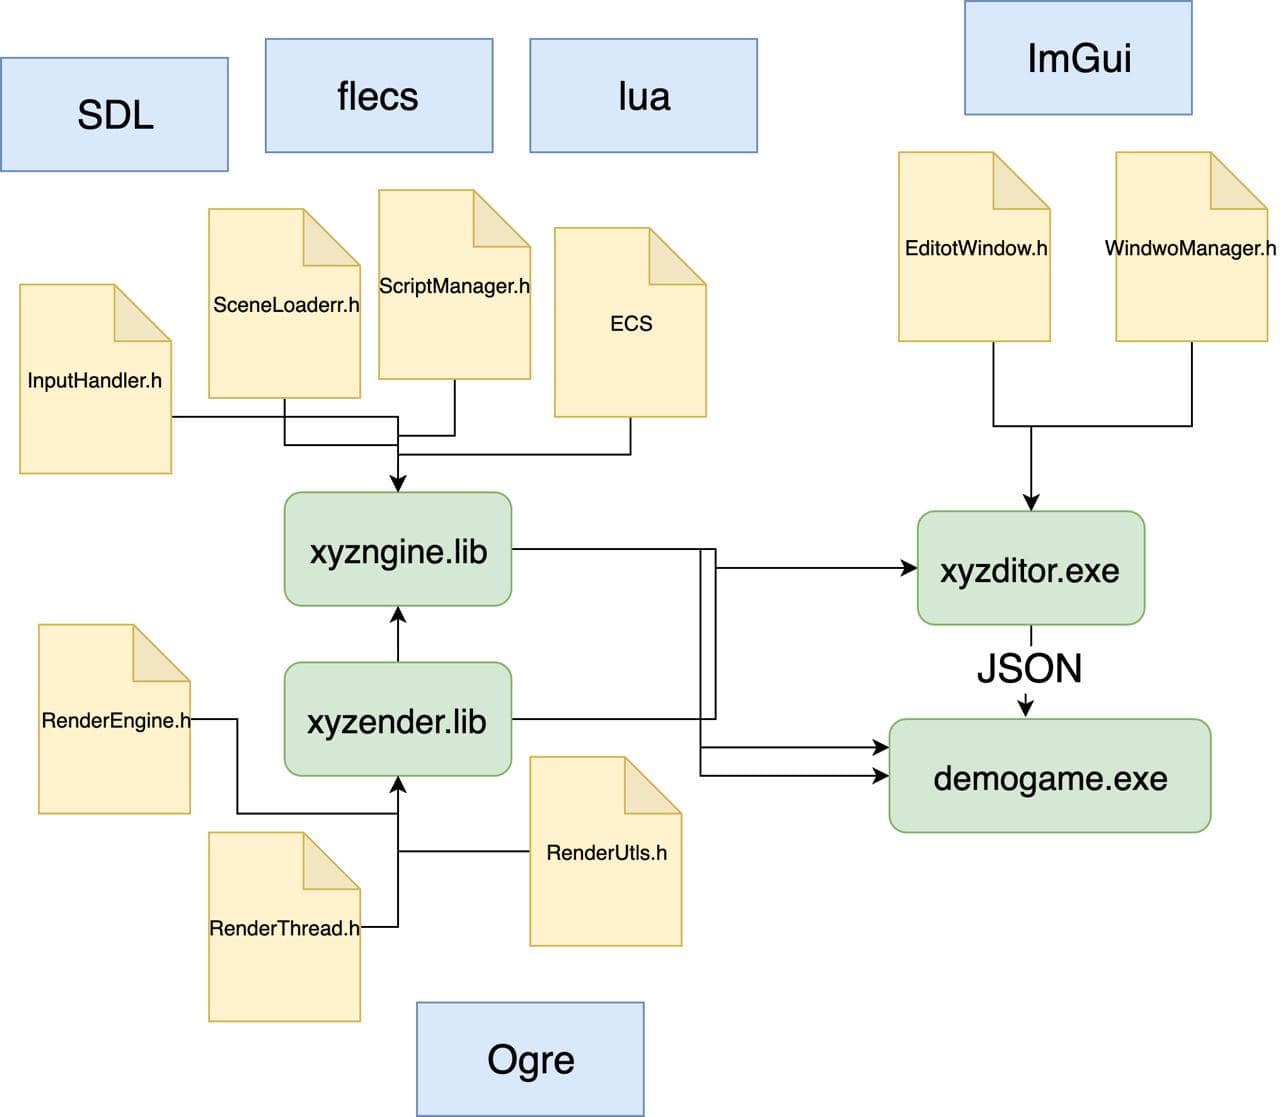 ImGui
SDL
flecs
lua
EditotWindow.h
WindwoManager.h
SceneLoaderr.h
ScriptManager.h
ECS
InputHandler.h
xyzngine.lib
xyzditor.exe
JSON
RenderEngine.h
xyzender.lib
demogame.exe
RenderUtls.h
RenderThread.h
Ogre